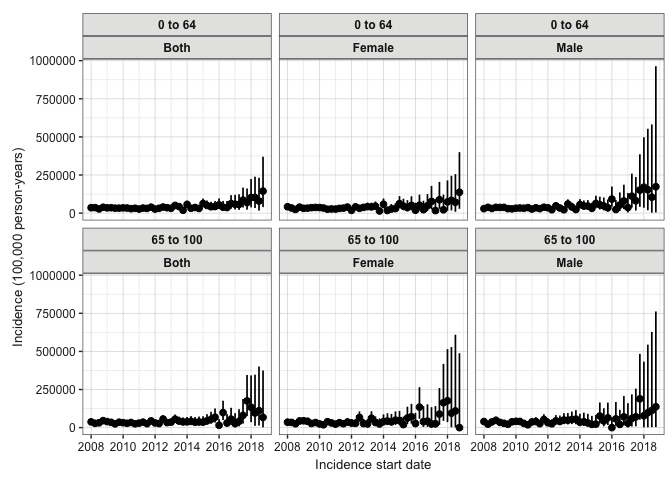 0 to 64 0 to 64 0 to 64
Both Female Male
1000000
750000
500000
250000
0
65 to 100 65 to 100 65 to 100
Both Female Male
1000000
750000
500000
250000
0
2008 2010 2012 2014 2016 2018 2008 2010 2012 2014 2016 2018 2008 2010 2012 2014 2016 2018
Incidence start date
Incidence (100,000 person-years)